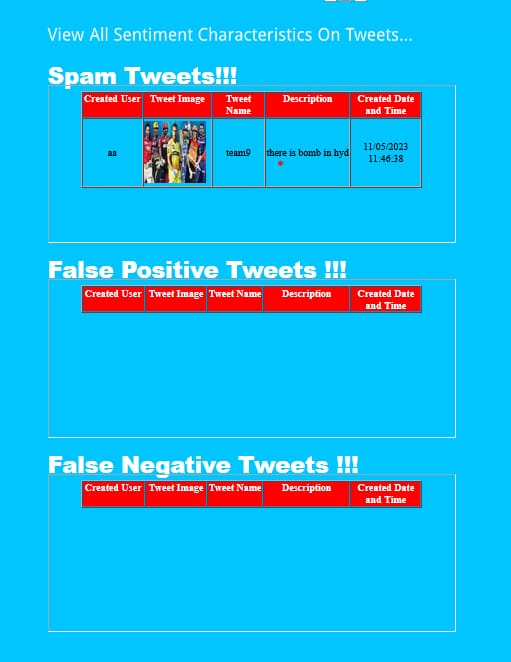 View All Sentiment Characteristics On Tweets...
Spam Tweets!!!
Created User Tweet Image Tweet Name Description Created Date and Time
aa team9 there is bomb in hyd 11/05/2023 11:46:38
False Positive Tweets !!!
Created User Tweet Image Tweet Name Description Created Date and Time
False Negative Tweets !!!
Created User Tweet Image Tweet Name Description Created Date and Time